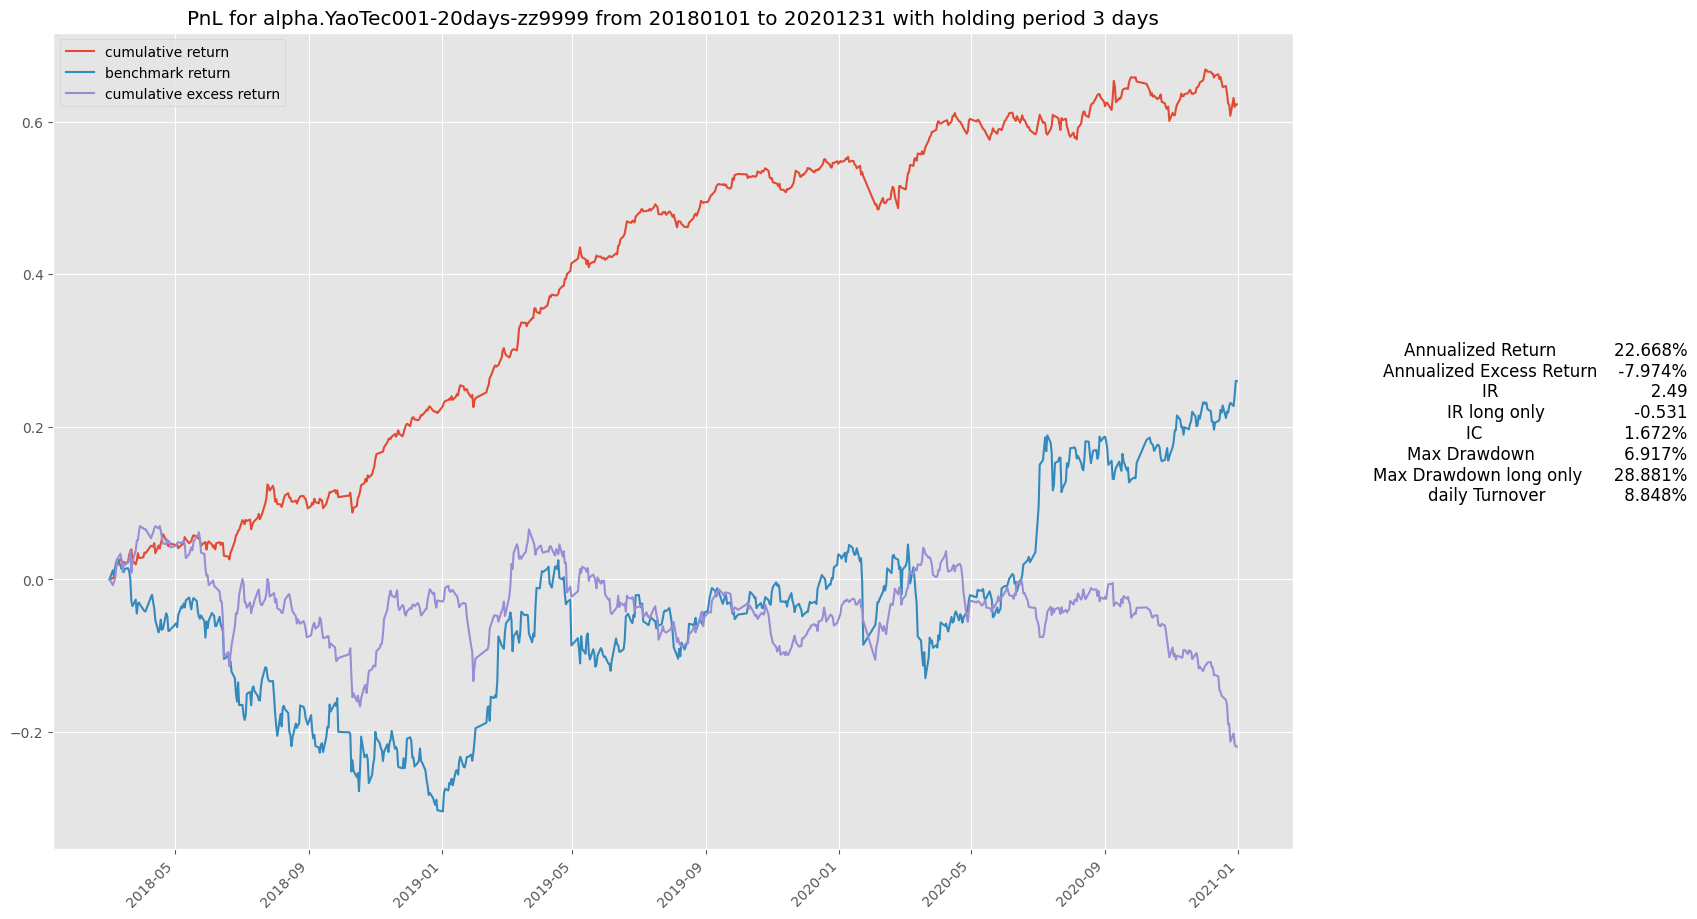 PnL for alpha.YaoTec001-20days-zz9999 from 20180101 to 20201231 with holding period 3 days
cumulative return
benchmark return
cumulative excess return
0.6
0.4
0.2
0.0
−0.2
2018-05
2018-09
2019-01
2019-05
2019-09
2020-01
2020-05
2020-09
2021-01
Annualized Return 22.668%
Annualized Excess Return -7.974%
IR 2.49
IR long only -0.531
IC 1.672%
Max Drawdown 6.917%
Max Drawdown long only 28.881%
daily Turnover 8.848%